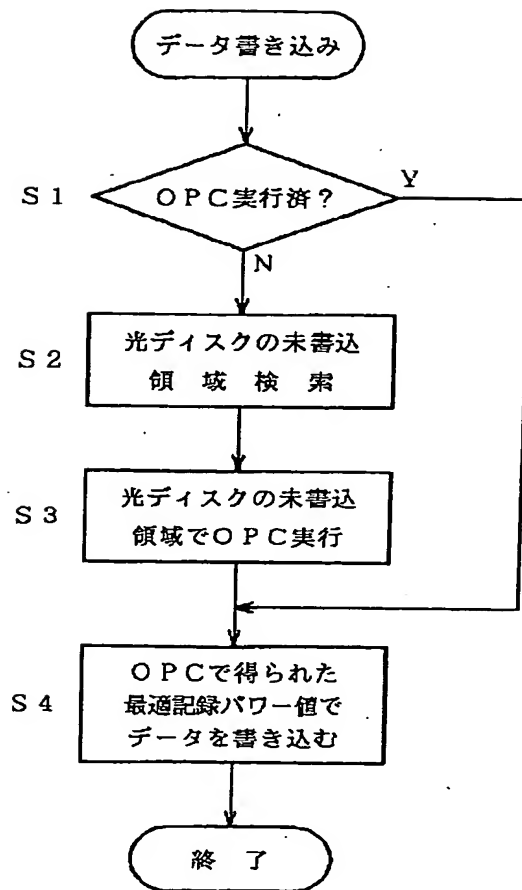 データ書き込み
S1
OPC実行済?
Y
N
S2
光ディスクの未書込
領域検索
S3
光ディスクの未書込
領域でOPC実行
S4
OPCで得られた
最適記録パワー値で
データを書き込む
終了